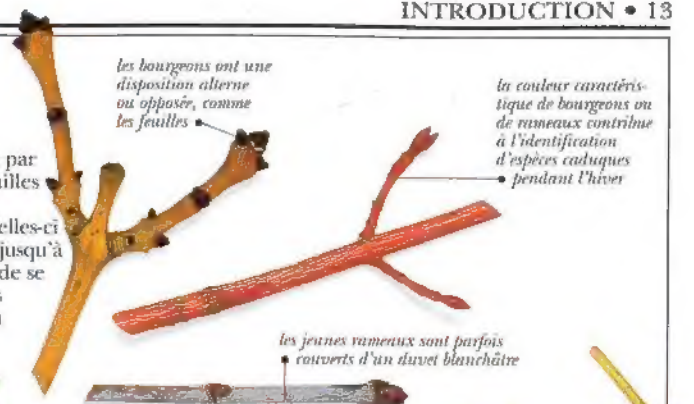 INTRODUCTION • 13
les bourgeons ont une
disposition alterne
ou opposée, comme
les feuilles
la couleur caractéris-
tique de bourgeons ou
de rameaux contribue
à l'identification
d'espèces caduques
pendant l'hiver
par
illes
elles-ci
jusqu'à
de se
les jeunes rameaux sont parfois
couverts d'un duvet blanchâtre